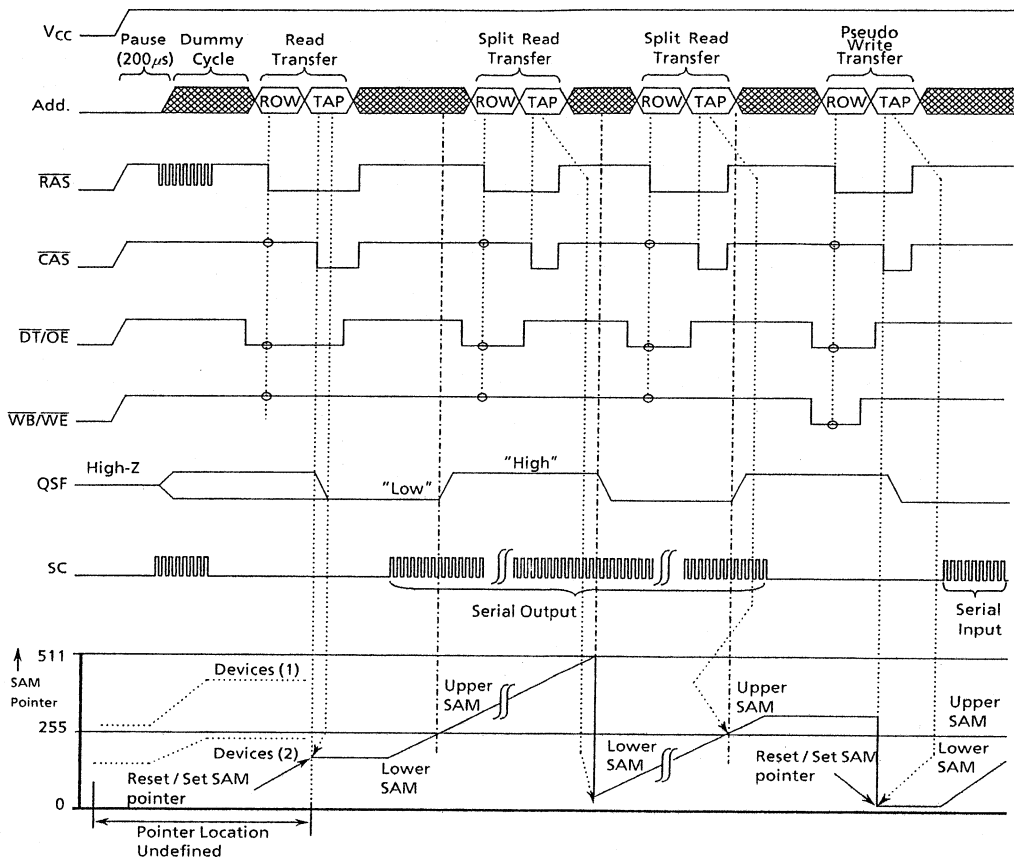 VCC
Pause
(200μs)
Dummy
Cycle
Read
Transfer
Split Read
Transfer
Split Read
Transfer
Pseudo
Write
Transfer
Add.
ROW
TAP
ROW
TAP
ROW
TAP
ROW
TAP
RAS
CAS
DT/OE
WB/WE
High-Z
QSF
"Low"
"High"
SC
Serial Output
Serial
Input
511
SAM
Pointer
255
0
Devices (1)
Devices (2)
Reset / Set SAM
pointer
Lower
SAM
Upper
SAM
Lower
SAM
Upper
SAM
Reset / Set SAM
pointer
Upper
SAM
Lower
SAM
Pointer Location
Undefined